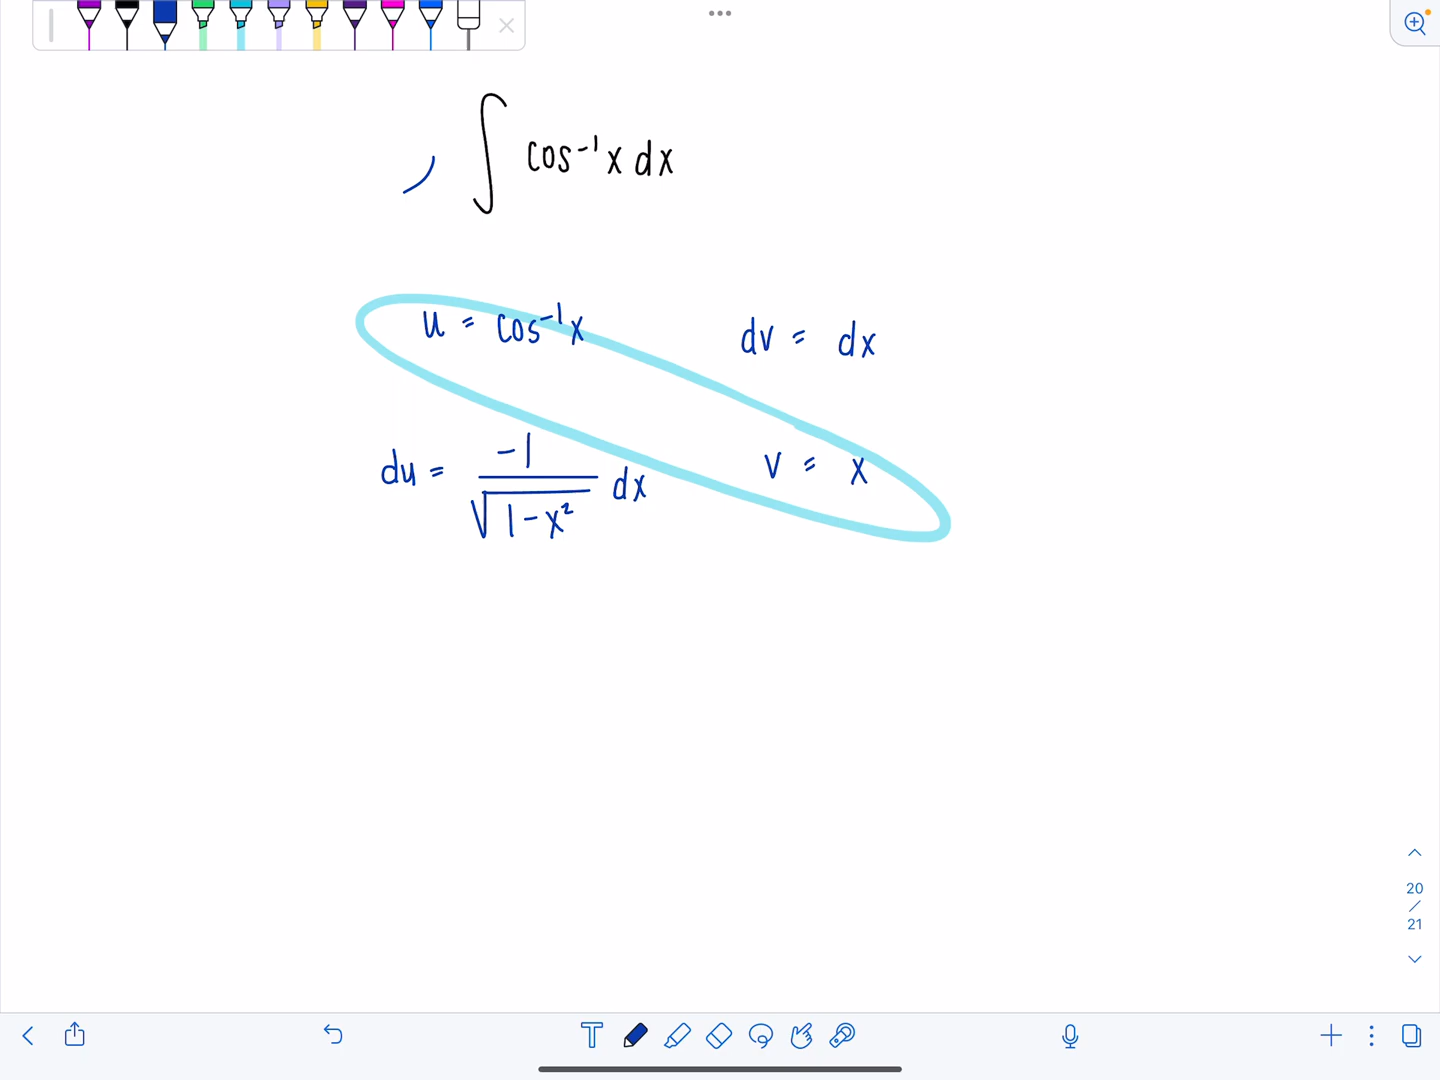 ∫ cos⁻¹x dx
u = cos⁻¹x dv = dx
du = -1/√(1-x²) dx v = x
20
/
21
T